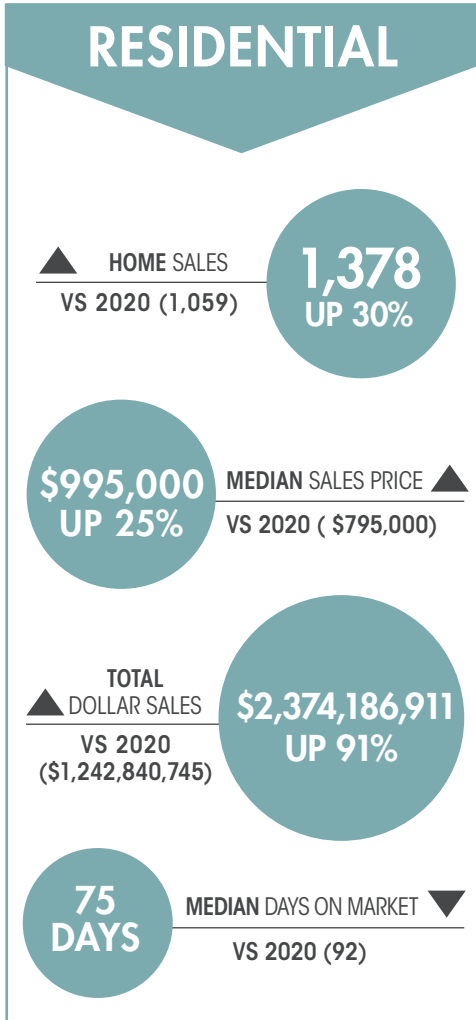 RESIDENTIAL
HOME SALES
VS 2020 (1,059)
1,378
UP 30%
$995,000
UP 25%
MEDIAN SALES PRICE
VS 2020 ( $795,000)
TOTAL
DOLLAR SALES
VS 2020
($1,242,840,745)
$2,374,186,911
UP 91%
75
DAYS
MEDIAN DAYS ON MARKET
VS 2020 (92)